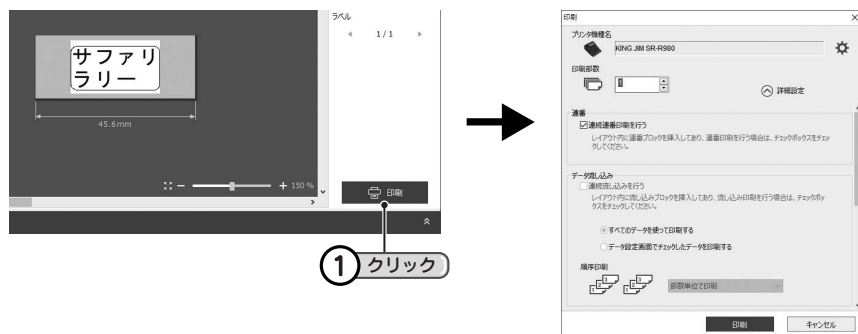 ラベル
1 / 1
サファリ
ラリー
45.6mm
150 %
印刷
① クリック
印刷
プリンタ機種名
KING JIM SR-R980
印刷部数
1
詳細設定
連番
連続連番印刷を行う
レイアウト内に連番ブロックを挿入してあり、連番印刷を行う場合は、チェックボックスをチェッ
クしてください。
データ流し込み
連続流し込みを行う
レイアウト内に流し込みブロックを挿入してあり、流し込み印刷を行う場合は、チェックボッ
クスをチェックしてください。
すべてのデータを使って印刷する
データ設定画面でチェックしたデータを印刷する
順序印刷
1 2 3 1 2 3
部数単位で印刷
印刷 キャンセル